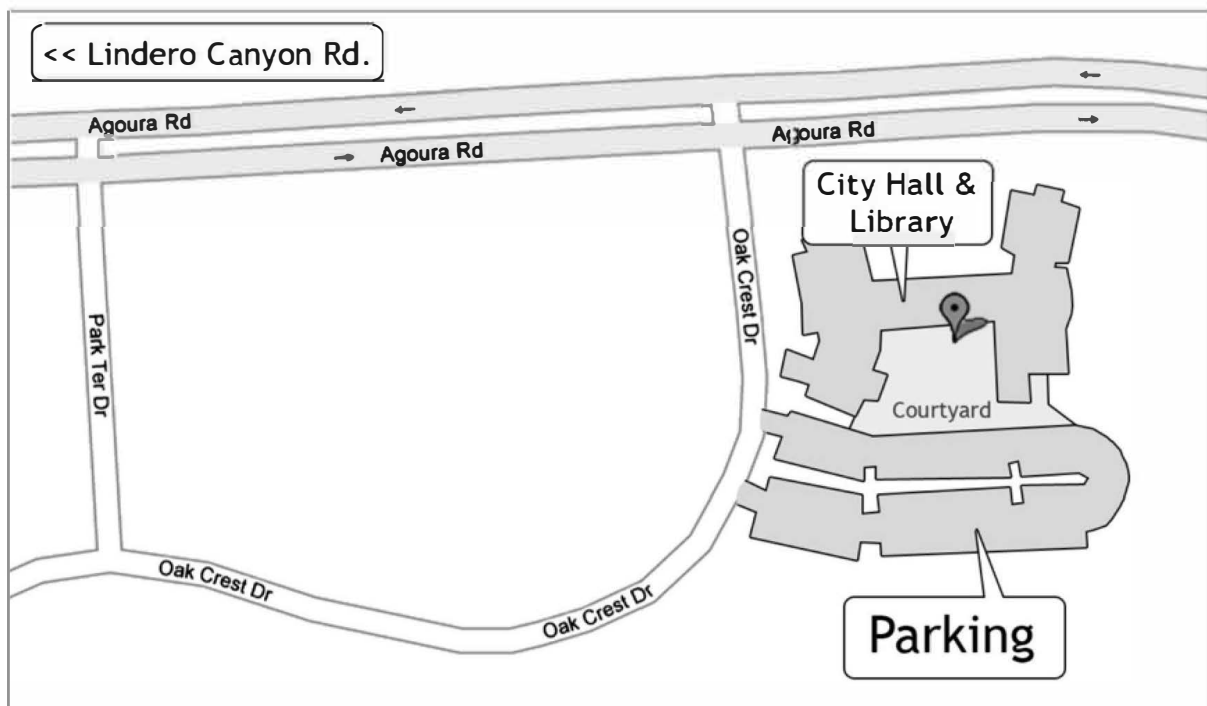 << Lindero Canyon Rd.
Agoura Rd
Agoura Rd
Agoura Rd
City Hall &
Library
Oak Crest Dr
Park Ter Dr
Courtyard
Oak Crest Dr
Oak Crest Dr
Parking